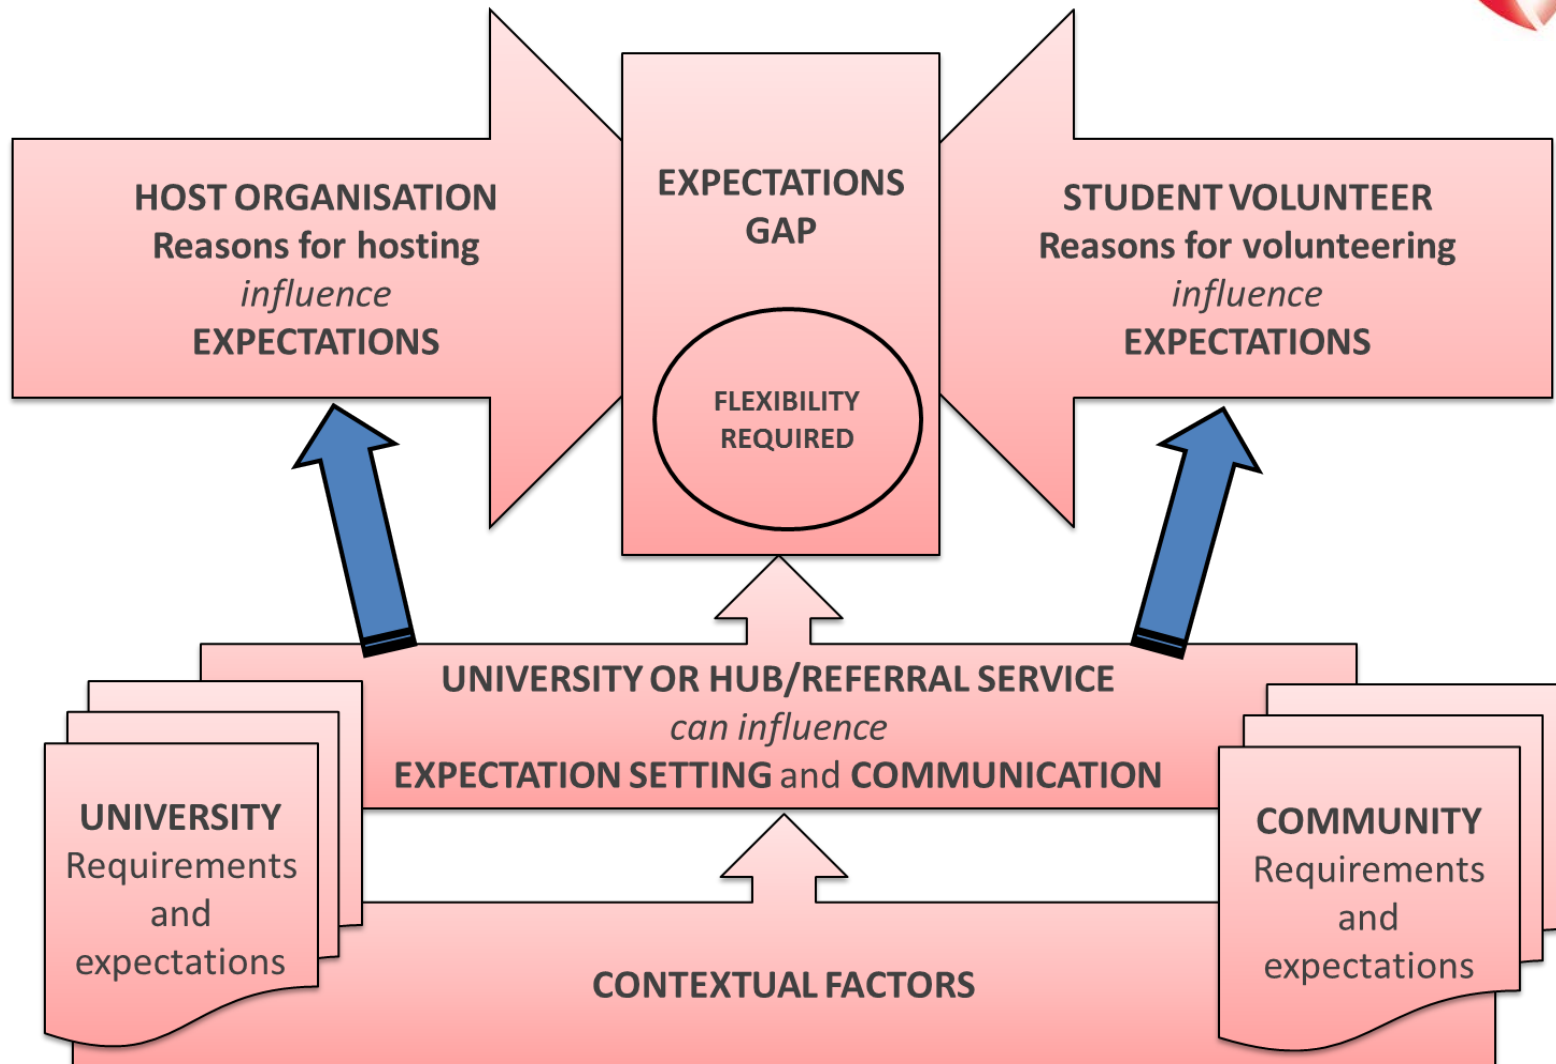 HOST ORGANISATION
Reasons for hosting
influence
EXPECTATIONS
EXPECTATIONS
GAP
FLEXIBILITY
REQUIRED
STUDENT VOLUNTEER
Reasons for volunteering
influence
EXPECTATIONS
UNIVERSITY OR HUB/REFERRAL SERVICE
can influence
EXPECTATION SETTING and COMMUNICATION
UNIVERSITY
Requirements
and
expectations
CONTEXTUAL FACTORS
COMMUNITY
Requirements
and
expectations